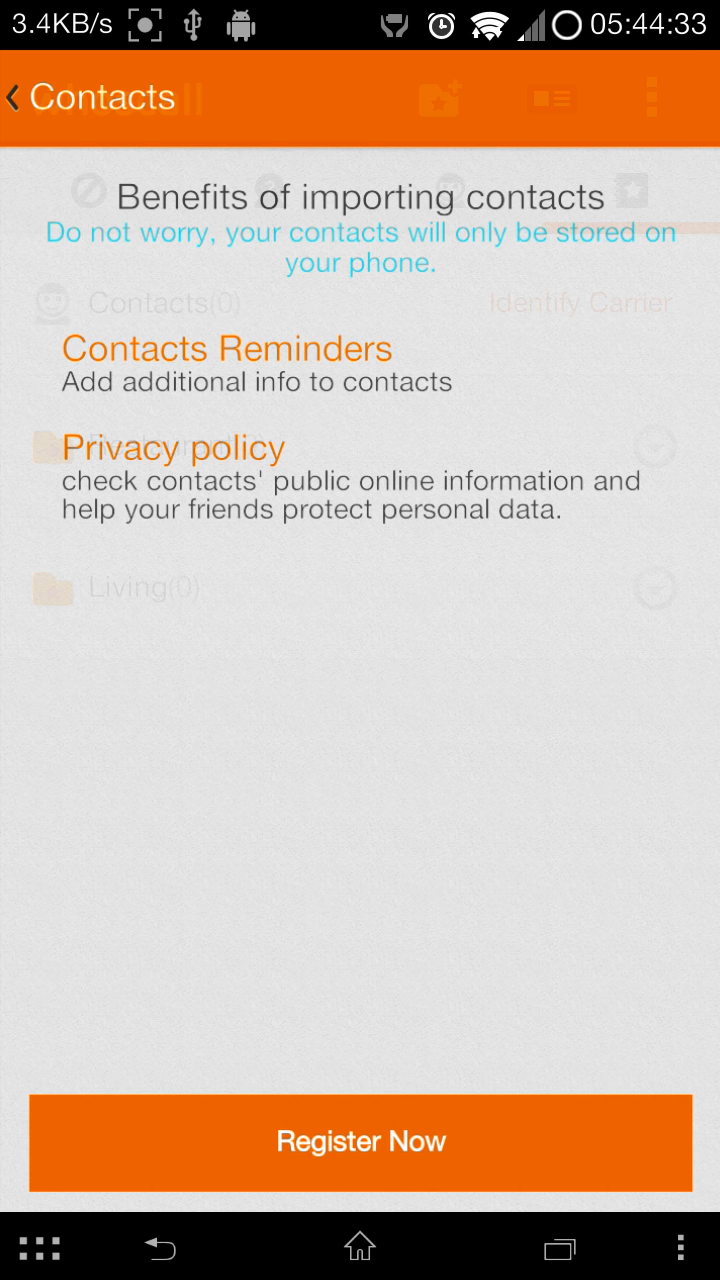 3.4KB/s 05:44:33
Contacts
Benefits of importing contacts
Do not worry, your contacts will only be stored on
your phone.
Contacts(0) Identify Carrier
Contacts Reminders
Add additional info to contacts
Privacy policy
check contacts' public online information and
help your friends protect personal data.
Living(0)
Register Now